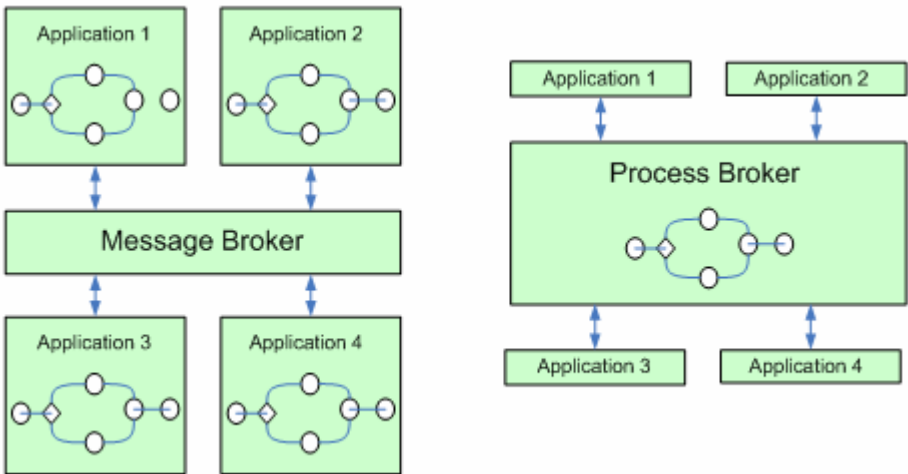 Application 1
Application 2
Message Broker
Application 3
Application 4
Application 1
Application 2
Process Broker
Application 3
Application 4